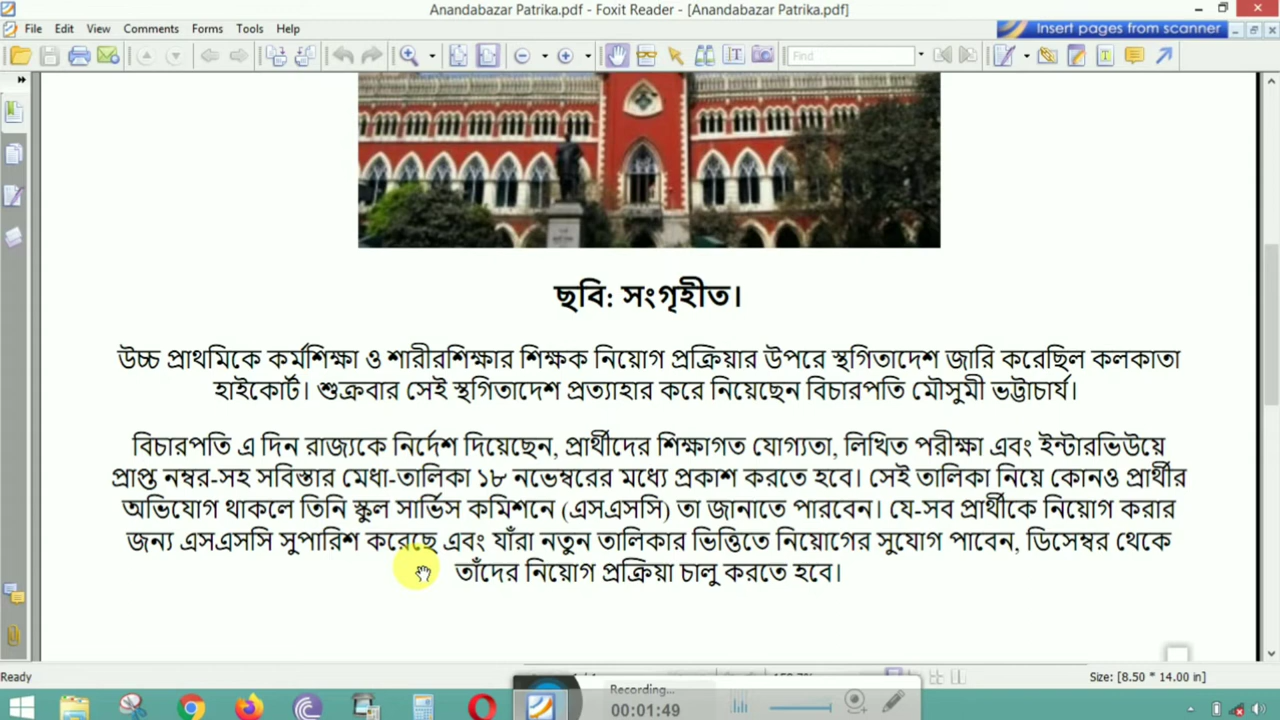 Anandabazar Patrika.pdf - Foxit Reader - [Anandabazar Patrika.pdf]
File Edit View Comments Forms Tools Help
Insert pages from scanner
Find
ছবি: সংগৃহীত।
উচ্চ প্রাথমিকে কর্মশিক্ষা ও শারীরশিক্ষার শিক্ষক নিয়োগ প্রক্রিয়ার উপরে স্থগিতাদেশ জারি করেছিল কলকাতা
হাইকোর্ট। শুক্রবার সেই স্থগিতাদেশ প্রত্যাহার করে নিয়েছেন বিচারপতি মৌসুমী ভট্টাচার্য।
বিচারপতি এ দিন রাজ্যকে নির্দেশ দিয়েছেন, প্রার্থীদের শিক্ষাগত যোগ্যতা, লিখিত পরীক্ষা এবং ইন্টারভিউয়ে
প্রাপ্ত নম্বর-সহ সবিস্তার মেধা-তালিকা ১৮ নভেম্বরের মধ্যে প্রকাশ করতে হবে। সেই তালিকা নিয়ে কোনও প্রার্থীর
অভিযোগ থাকলে তিনি স্কুল সার্ভিস কমিশনে (এসএসসি) তা জানাতে পারবেন। যে-সব প্রার্থীকে নিয়োগ করার
জন্য এসএসসি সুপারিশ করেছে এবং যাঁরা নতুন তালিকার ভিত্তিতে নিয়োগের সুযোগ পাবেন, ডিসেম্বর থেকে
তাঁদের নিয়োগ প্রক্রিয়া চালু করতে হবে।
Ready
Size: [8.50 * 14.00 in]
Recording...
00:01:49